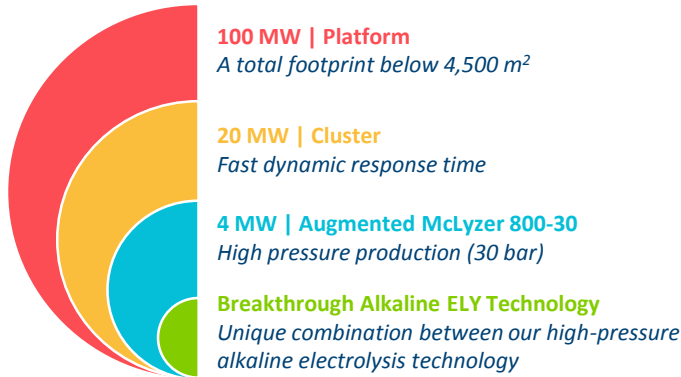 100 MW | Platform
A total footprint below 4,500 m²
20 MW | Cluster
Fast dynamic response time
4 MW | Augmented McLyzer 800-30
High pressure production (30 bar)
Breakthrough Alkaline ELY Technology
Unique combination between our high-pressure
alkaline electrolysis technology